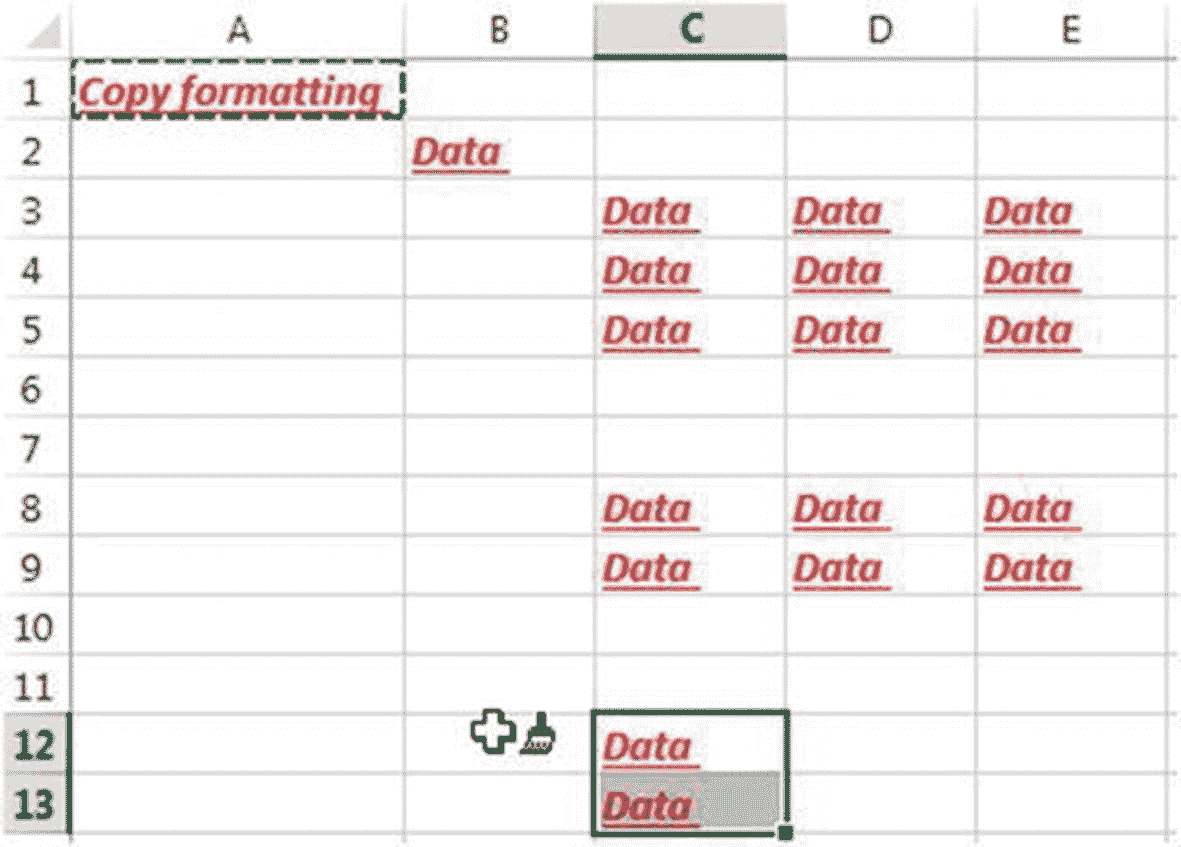 A B C D E
1 Copy formatting
2 Data
3 Data Data Data
4 Data Data Data
5 Data Data Data
6
7
8 Data Data Data
9 Data Data Data
10
11
12 Data
13 Data